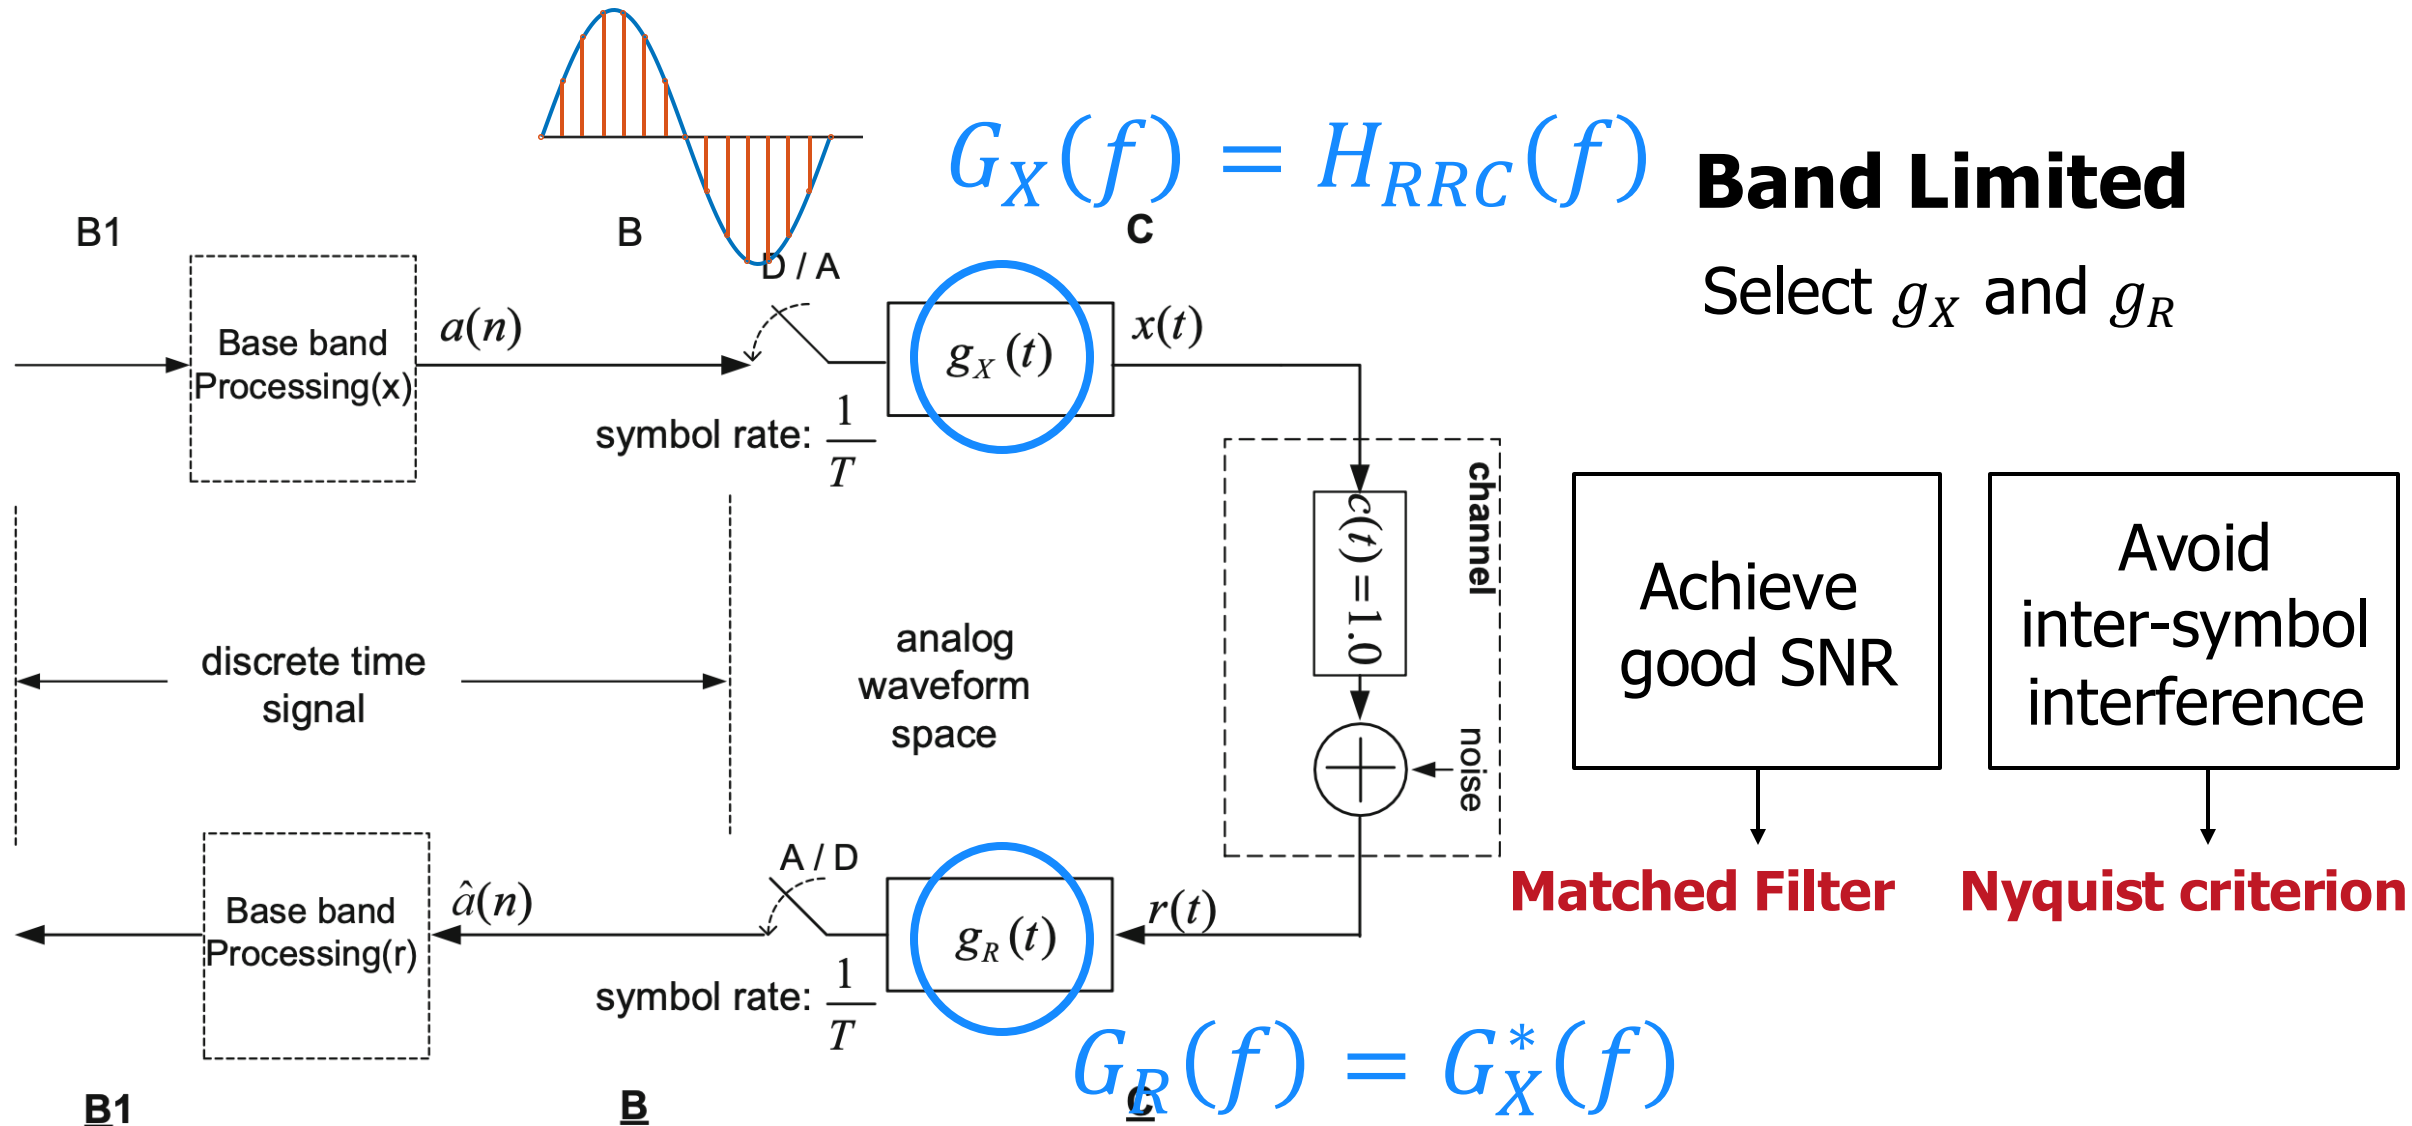 G_X(f) = H_{RRC}(f)
Band Limited
Select g_X and g_R
B1
B
C
D / A
Base band
Processing(x)
a(n)
symbol rate: 1/T
g_X(t)
x(t)
channel
c(t) = 1.0
noise
Achieve
good SNR
Avoid
inter-symbol
interference
Matched Filter
Nyquist criterion
discrete time
signal
analog
waveform
space
Base band
Processing(r)
â(n)
A / D
symbol rate: 1/T
g_R(t)
r(t)
G_R(f) = G_X^*(f)
B1
B
C